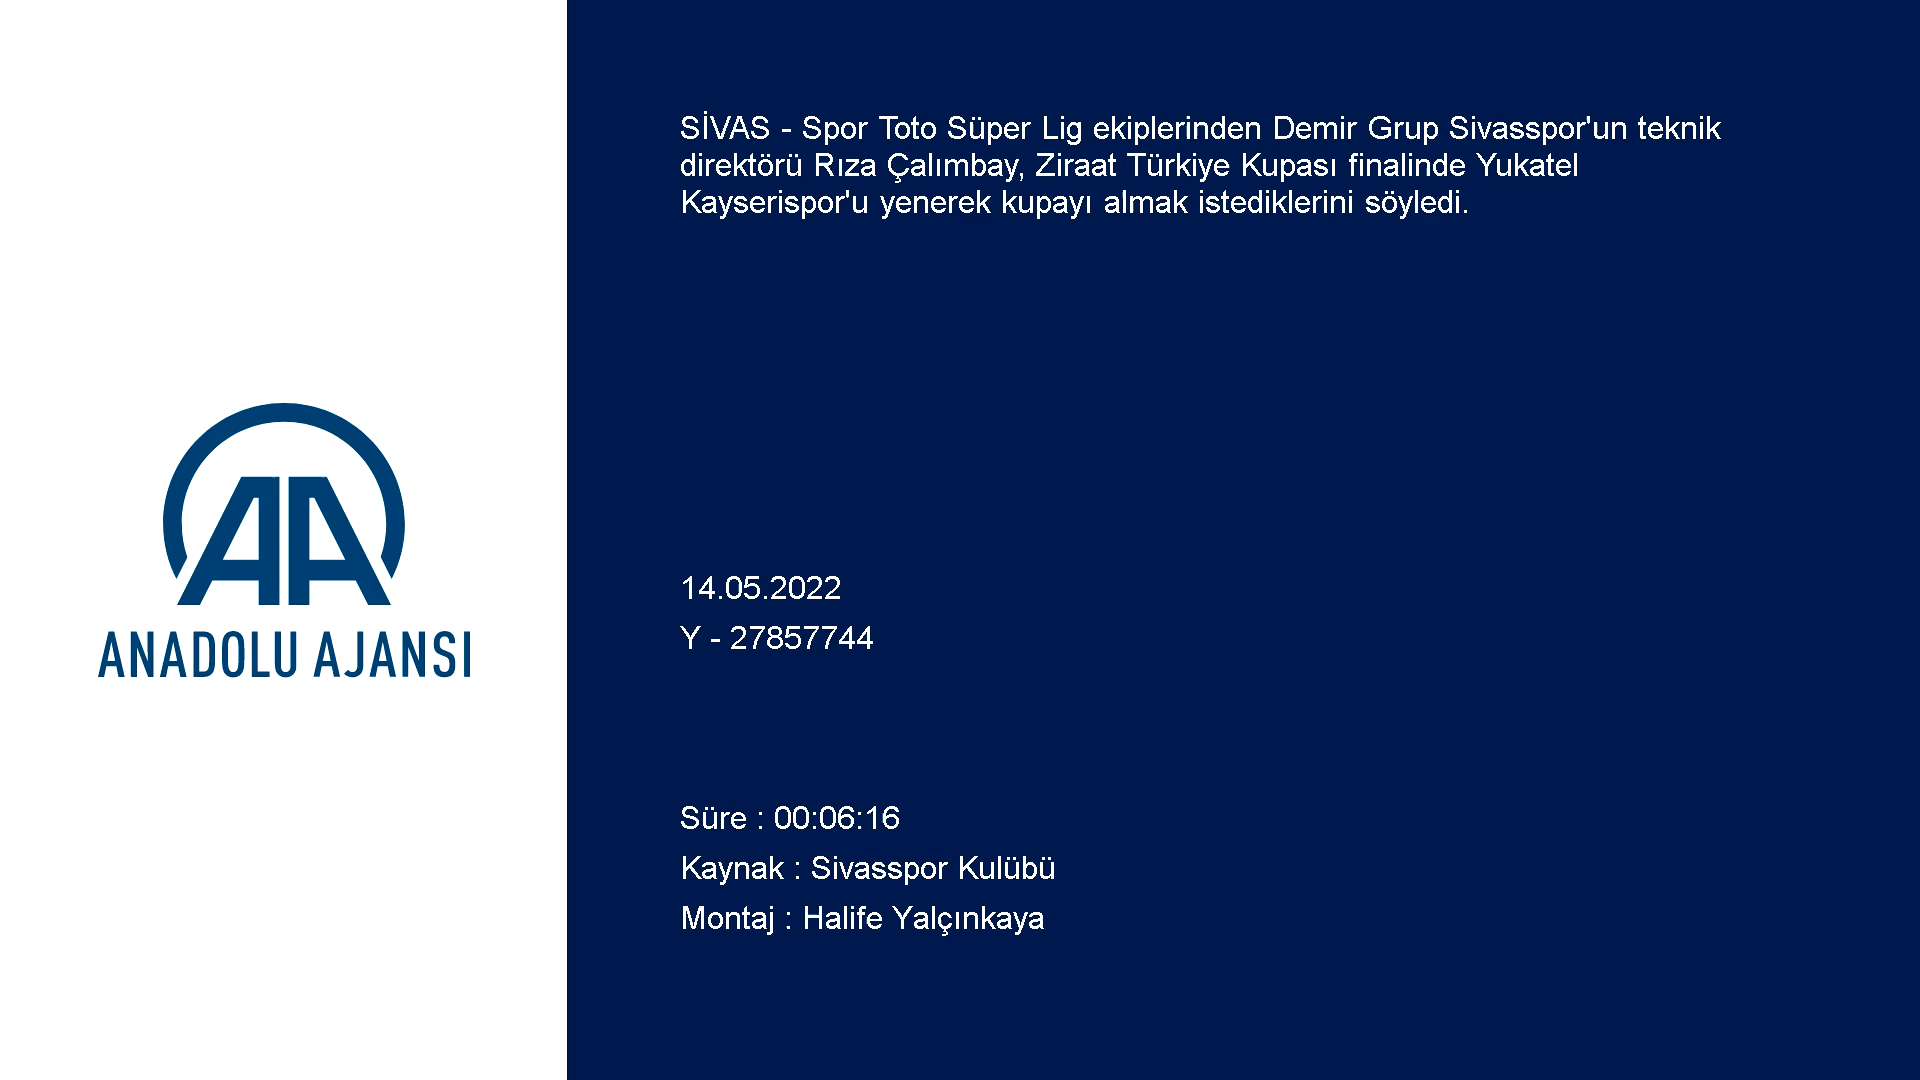 SİVAS - Spor Toto Süper Lig ekiplerinden Demir Grup Sivasspor'un teknik
direktörü Rıza Çalımbay, Ziraat Türkiye Kupası finalinde Yukatel
Kayserispor'u yenerek kupayı almak istediklerini söyledi.
AA
ANADOLU AJANSI
14.05.2022
Y - 27857744
Süre : 00:06:16
Kaynak : Sivasspor Kulübü
Montaj : Halife Yalçınkaya